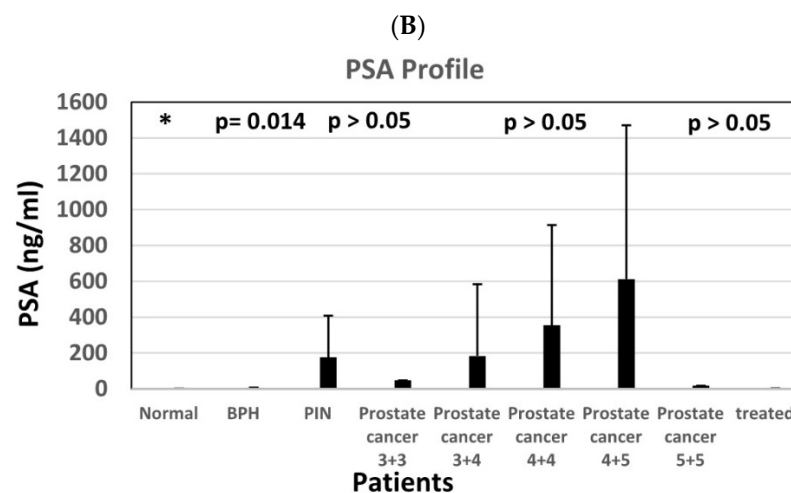 (B)
PSA Profile
PSA (ng/ml)
1600
1400
1200
1000
800
600
400
200
0
* p= 0.014 p > 0.05 p > 0.05 p > 0.05
Normal BPH PIN Prostate Prostate Prostate Prostate Prostate treated
cancer cancer cancer cancer cancer
3+3 3+4 4+4 4+5 5+5
Patients